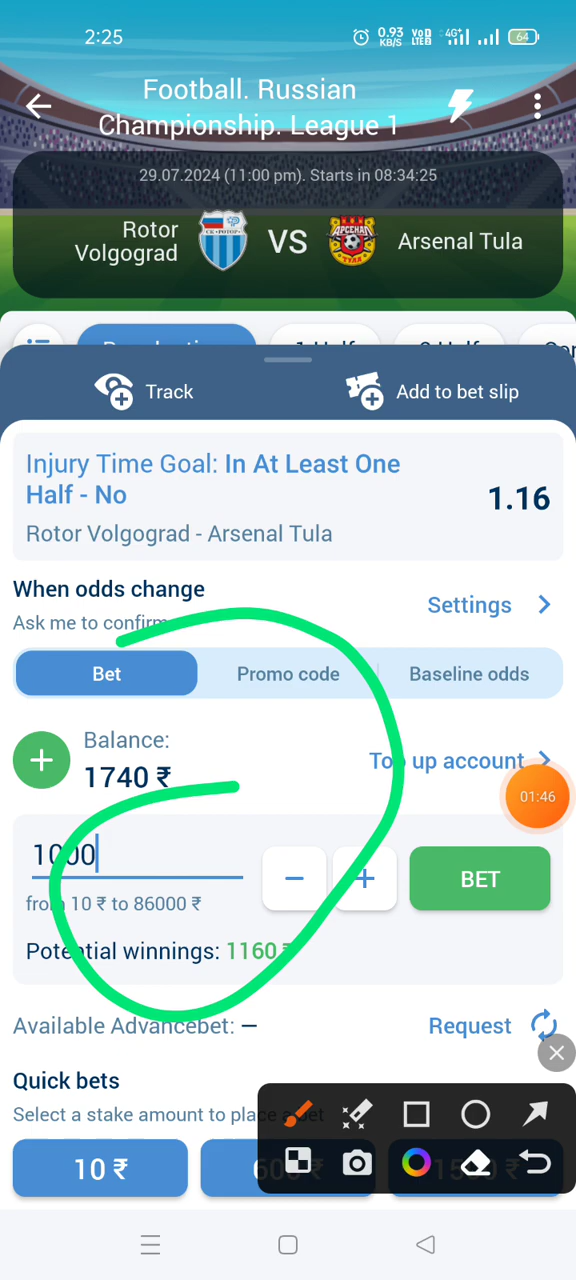 2:25
0.93 KB/S
VoD LTE
4G+
64
Football. Russian
Championship. League 1
29.07.2024 (11:00 pm). Starts in 08:34:25
Rotor
Volgograd
VS
Arsenal Tula
Track
Add to bet slip
Injury Time Goal: In At Least One
Half - No
1.16
Rotor Volgograd - Arsenal Tula
When odds change
Settings
Ask me to confirm
Bet
Promo code
Baseline odds
Balance:
1740 ₹
Top up account
01:46
1000
BET
from 10 ₹ to 86000 ₹
Potential winnings: 1160 ₹
Available Advancebet: –
Request
Quick bets
Select a stake amount to place a bet
10 ₹
600 ₹